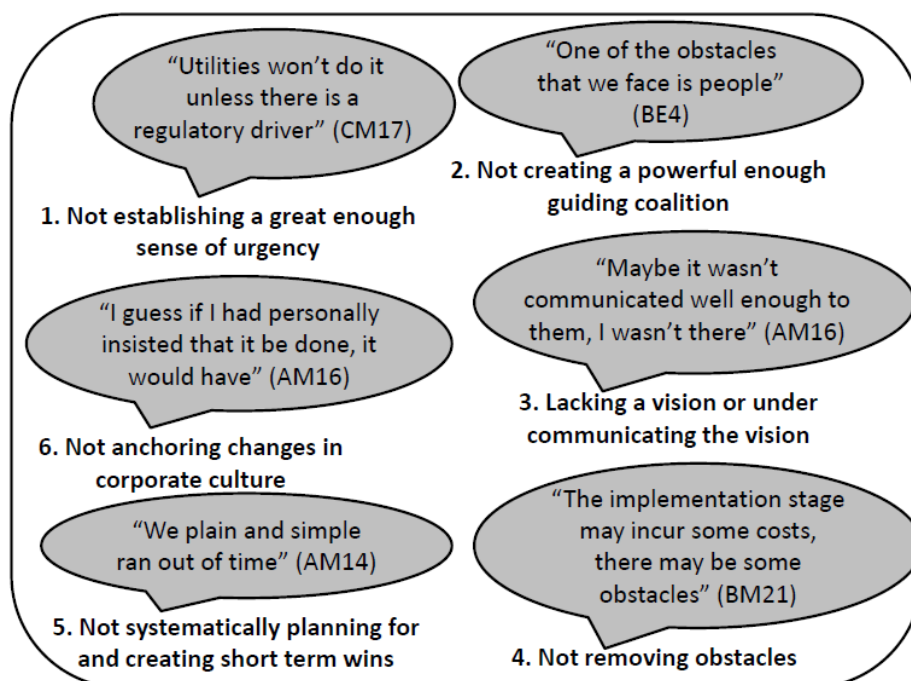 “Utilities won’t do it
unless there is a
regulatory driver” (CM17)
1. Not establishing a great enough
sense of urgency
“One of the obstacles
that we face is people”
(BE4)
2. Not creating a powerful enough
guiding coalition
“Maybe it wasn’t
communicated well enough to
them, I wasn’t there” (AM16)
3. Lacking a vision or under
communicating the vision
“The implementation stage
may incur some costs,
there may be some
obstacles” (BM21)
4. Not removing obstacles
“We plain and simple
ran out of time” (AM14)
5. Not systematically planning for
and creating short term wins
“I guess if I had personally
insisted that it be done, it
would have” (AM16)
6. Not anchoring changes in
corporate culture